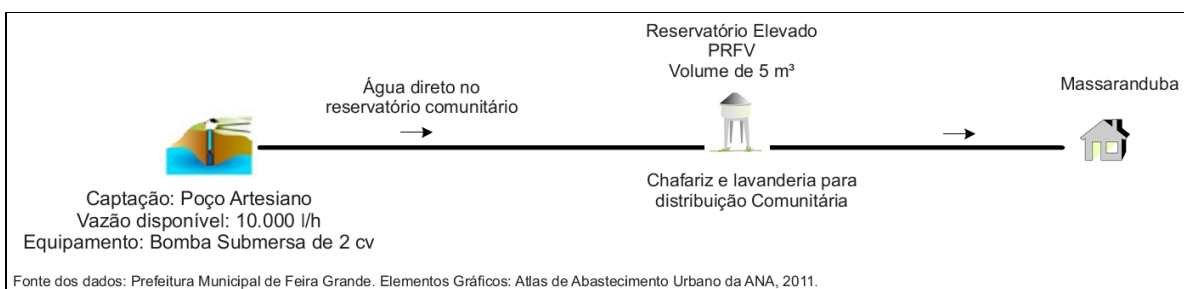 Reservatório Elevado
PRFV
Volume de 5 m³
Água direto no
reservatório comunitário
Massaranduba
Captação: Poço Artesiano
Vazão disponível: 10.000 l/h
Equipamento: Bomba Submersa de 2 cv
Chafariz e lavanderia para
distribuição Comunitária
Fonte dos dados: Prefeitura Municipal de Feira Grande. Elementos Gráficos: Atlas de Abastecimento Urbano da ANA, 2011.